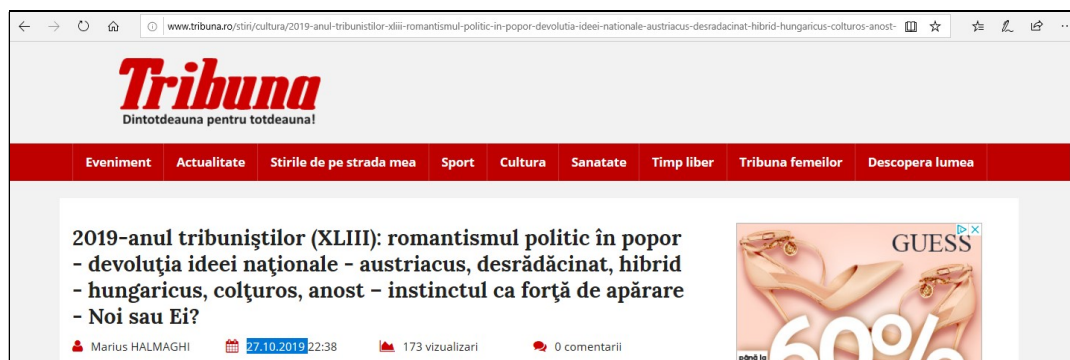 www.tribuna.ro/stiri/cultura/2019-anul-tribunistilor-xliii-romantismul-politic-in-popor-devolutia-ideei-nationale-austriacus-desradacinat-hibrid-hungaricus-colturos-anost-
Tribuna
Dintotdeauna pentru totdeauna!
Eveniment Actualitate Stirile de pe strada mea Sport Cultura Sanatate Timp liber Tribuna femeilor Descopera lumea
2019-anul tribuniştilor (XLIII): romantismul politic în popor
- devoluţia ideei naţionale - austriacus, desrădăcinat, hibrid
- hungaricus, colţuros, anost – instinctul ca forţă de apărare
- Noi sau Ei?
Marius HALMAGHI 27.10.2019 22:38 173 vizualizari 0 comentarii
GUESS
până la
60%